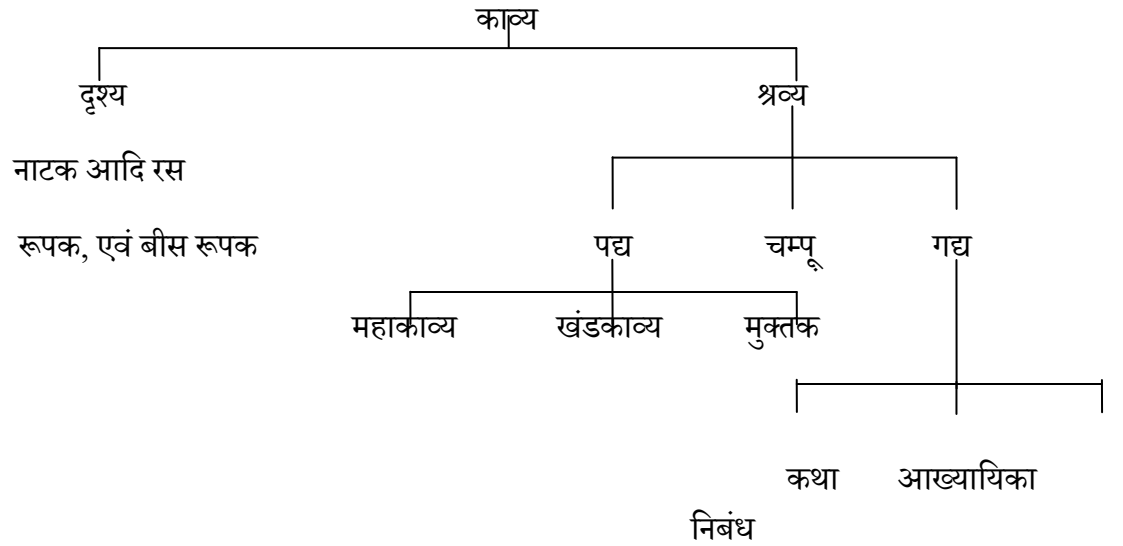 काव्य
दृश्य श्रव्य
नाटक आदि रस
रूपक, एवं बीस रूपक पद्य चम्पू गद्य
महाकाव्य खंडकाव्य मुक्तक
कथा आख्यायिका
निबंध